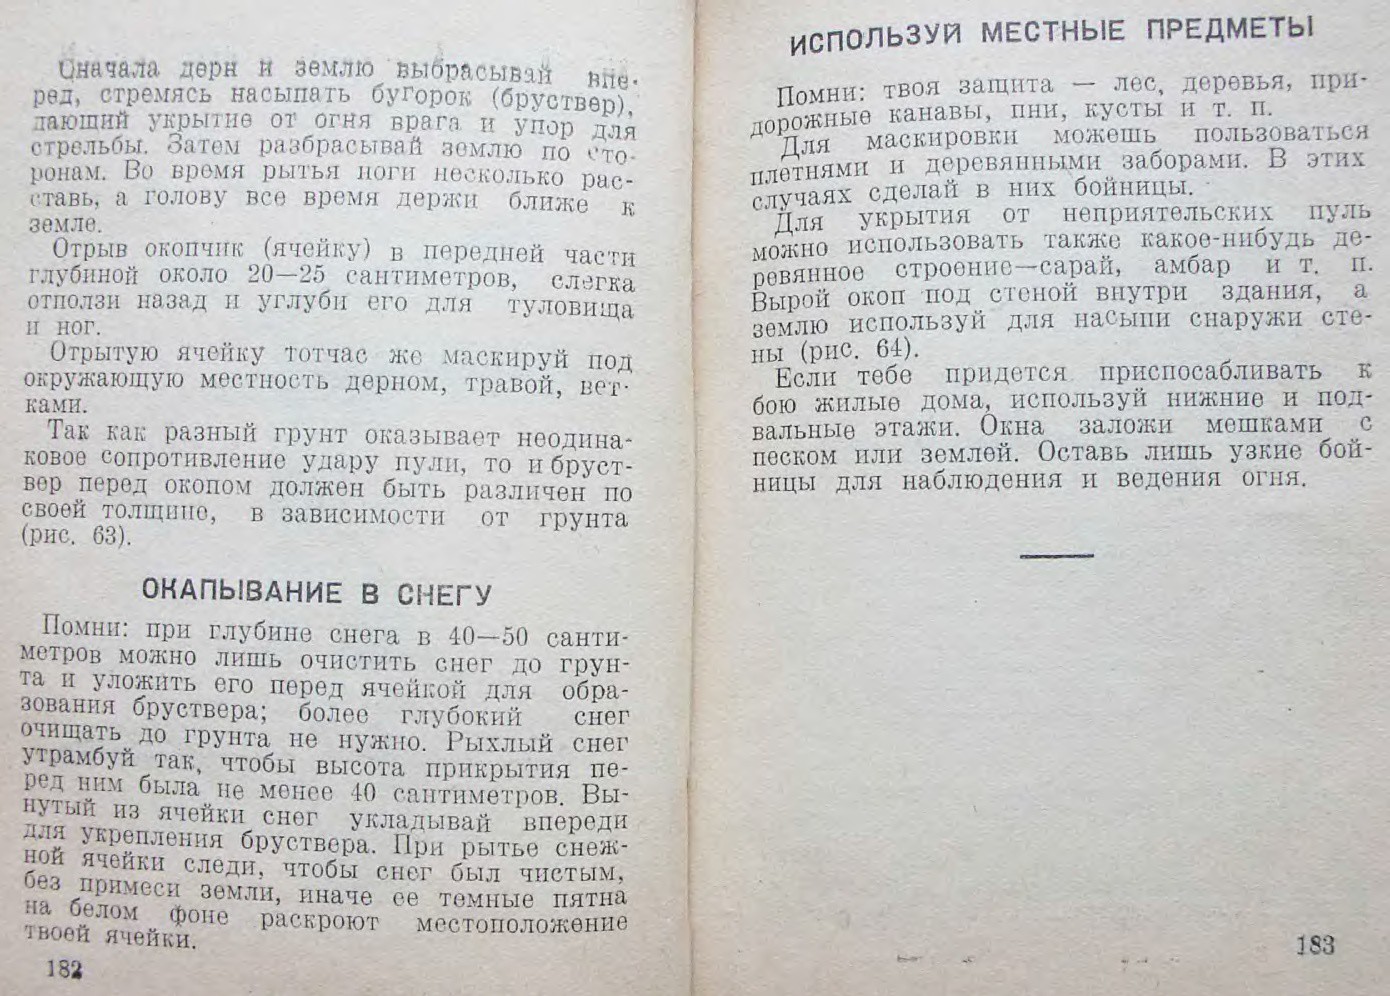 Сначала дерн и землю выбрасывай впе-
ред, стремясь насыпать бугорок (бруствер),
дающий укрытие от огня врага и упор для
стрельбы. Затем разбрасывай землю по сто-
ронам. Во время рытья ноги несколько рас-
ставь, а голову все время держи ближе к
земле.
Отрыв окопчик (ячейку) в передней части
глубиной около 20—25 сантиметров, слегка
отползи назад и углуби его для туловища
и ног.
Отрытую ячейку тотчас же маскируй под
окружающую местность дерном, травой, вет-
ками.
Так как разный грунт оказывает неодина-
ковое сопротивление удару пули, то и бруст-
вер перед окопом должен быть различен по
своей толщине, в зависимости от грунта
(рис. 63).
ОКАПЫВАНИЕ В СНЕГУ
Помни: при глубине снега в 40—50 санти-
метров можно лишь очистить снег до грун-
та и уложить его перед ячейкой для обра-
зования бруствера; более глубокий снег
очищать до грунта не нужно. Рыхлый снег
утрамбуй так, чтобы высота прикрытия пе-
ред ним была не менее 40 сантиметров. Вы-
нутый из ячейки снег укладывай впереди
для укрепления бруствера. При рытье снеж-
ной ячейки следи, чтобы снег был чистым,
без примеси земли, иначе ее темные пятна
на белом фоне раскроют местоположение
твоей ячейки.
182
ИСПОЛЬЗУЙ МЕСТНЫЕ ПРЕДМЕТЫ
Помни: твоя защита — лес, деревья, при-
дорожные канавы, пни, кусты и т. п.
Для маскировки можешь пользоваться
плетнями и деревянными заборами. В этих
случаях сделай в них бойницы.
Для укрытия от неприятельских пуль
можно использовать также какое-нибудь де-
ревянное строение—сарай, амбар и т. п.
Вырой окоп под стеной внутри здания, а
землю используй для насыпи снаружи сте-
ны (рис. 64).
Если тебе придется приспосабливать к
бою жилые дома, используй нижние и под-
вальные этажи. Окна заложи мешками с
песком или землей. Оставь лишь узкие бой-
ницы для наблюдения и ведения огня.
183